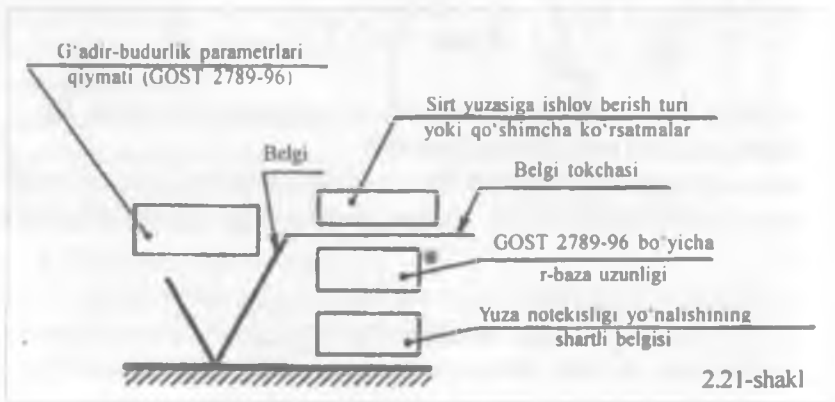 G‘adir-budurlik parametrlari
qiymati (GOST 2789-96)
Sirt yuzasiga ishlov berish turi
yoki qo‘shimcha ko‘rsatmalar
Belgi
Belgi tokchasi
GOST 2789-96 bo‘yicha
r-baza uzunligi
Yuza notekisligi yo‘nalishining
shartli belgisi
2.21-shakl